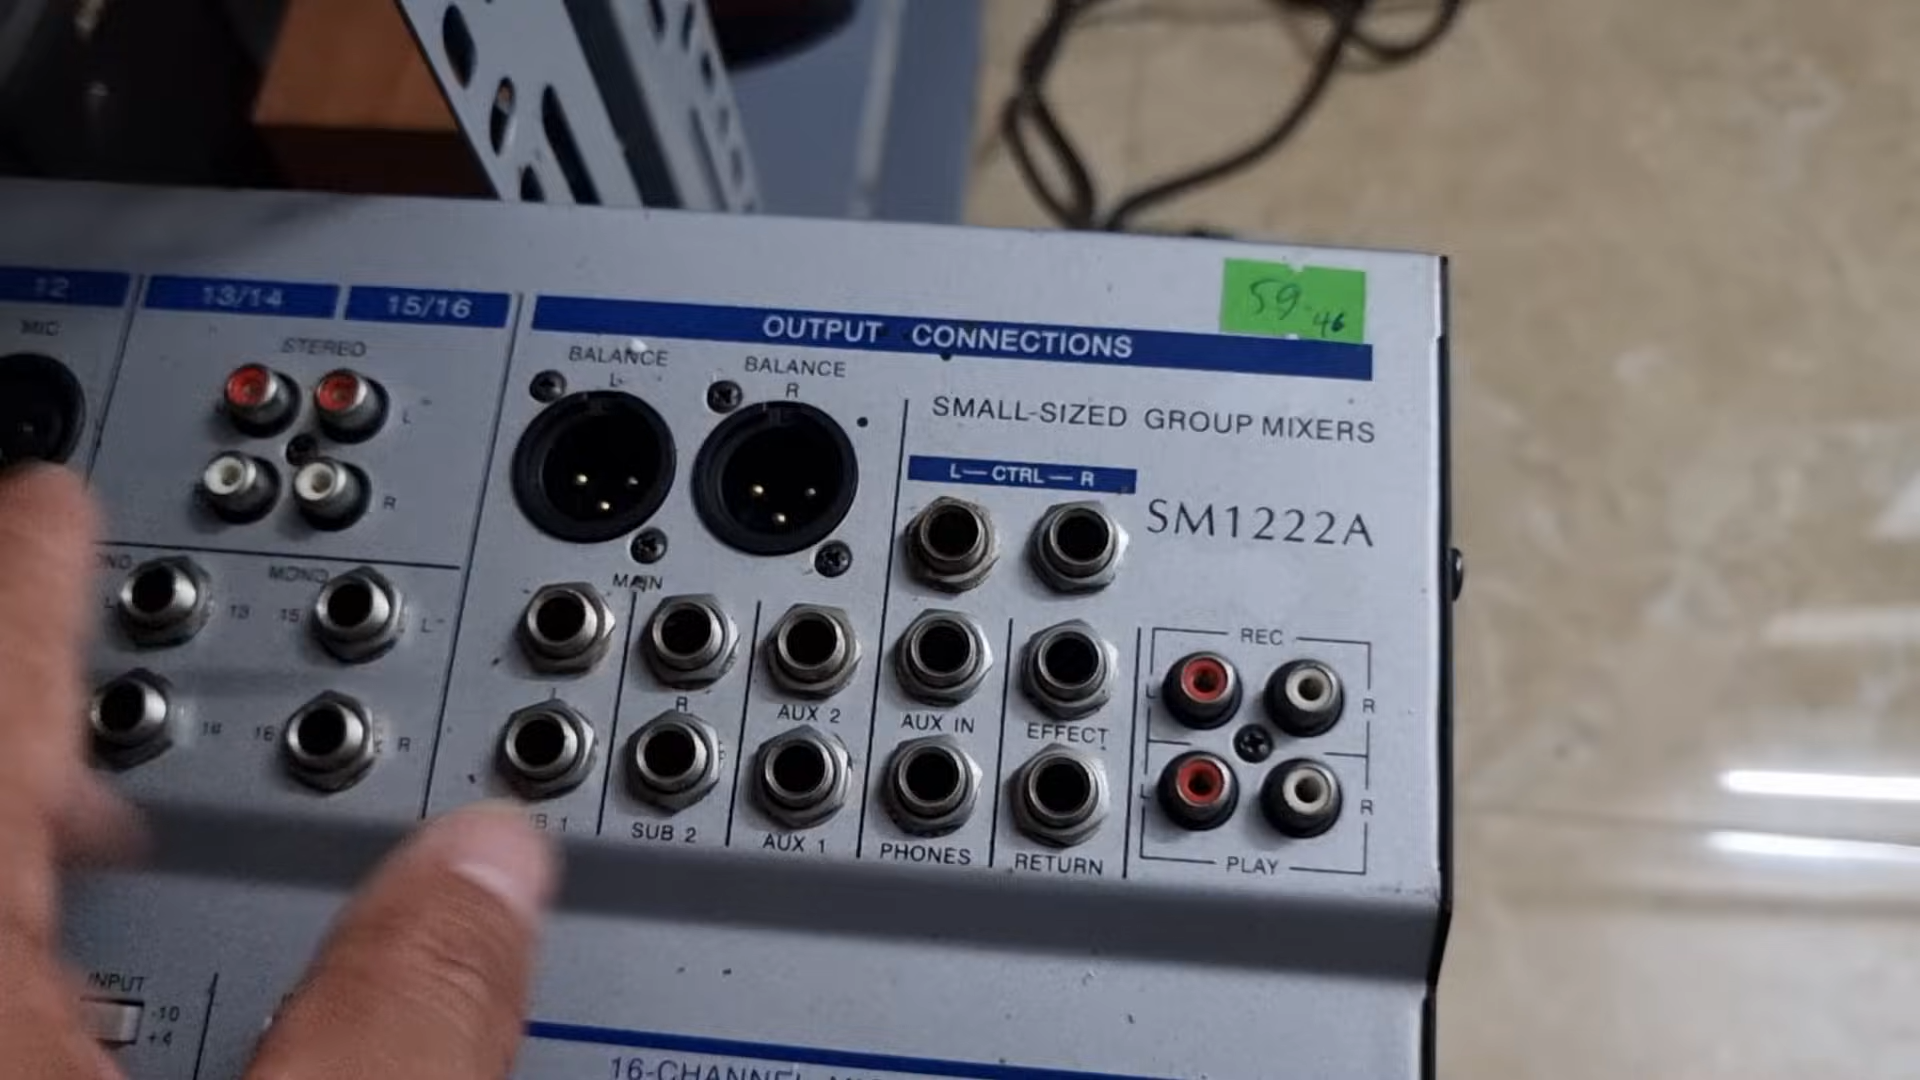 12
13/14
15/16
MIC
STEREO
L
R
MONO
13
15
L
14
16
R
OUTPUT CONNECTIONS
59
46
BALANCE
L
BALANCE
R
SMALL-SIZED GROUP MIXERS
L—CTRL—R
SM1222A
MAIN
L
R
AUX 2
AUX IN
EFFECT
SUB 2
AUX 1
PHONES
RETURN
REC
L
R
L
R
PLAY
INPUT
-10
+4
16-CHANNEL